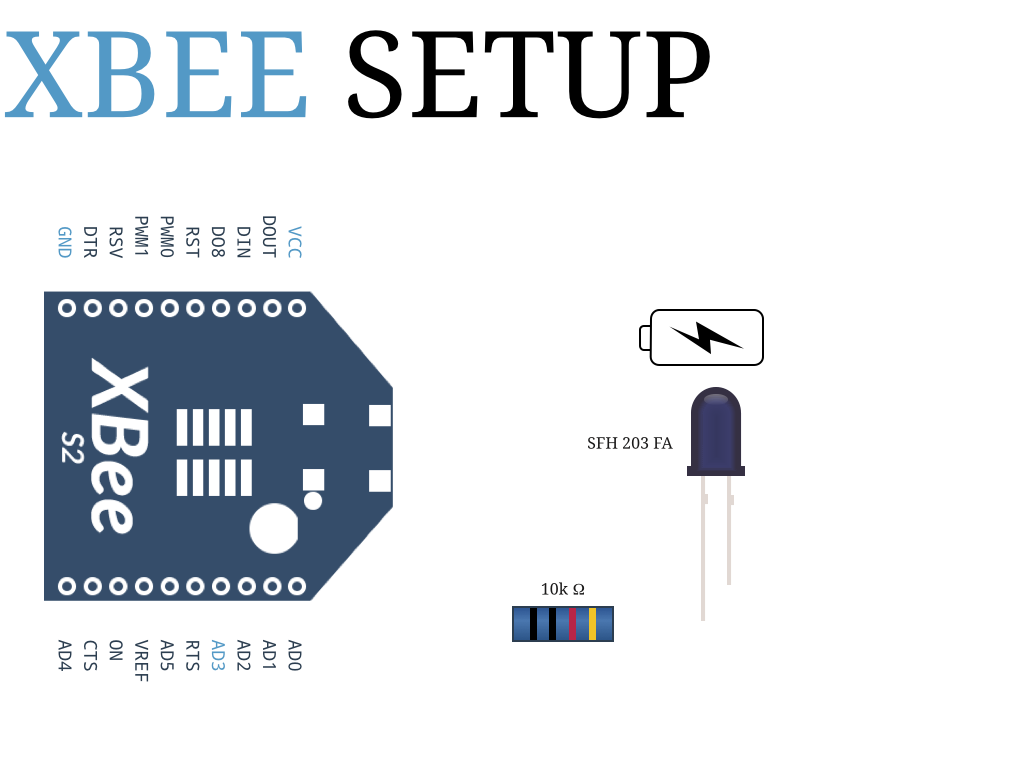 XBEE SETUP
GND
DTR
RSV
PWM1
PWM0
RST
DO8
DIN
DOUT
VCC
XBee
S2
SFH 203 FA
10k Ω
AD4
CTS
ON
VREF
AD5
RTS
AD3
AD2
AD1
AD0